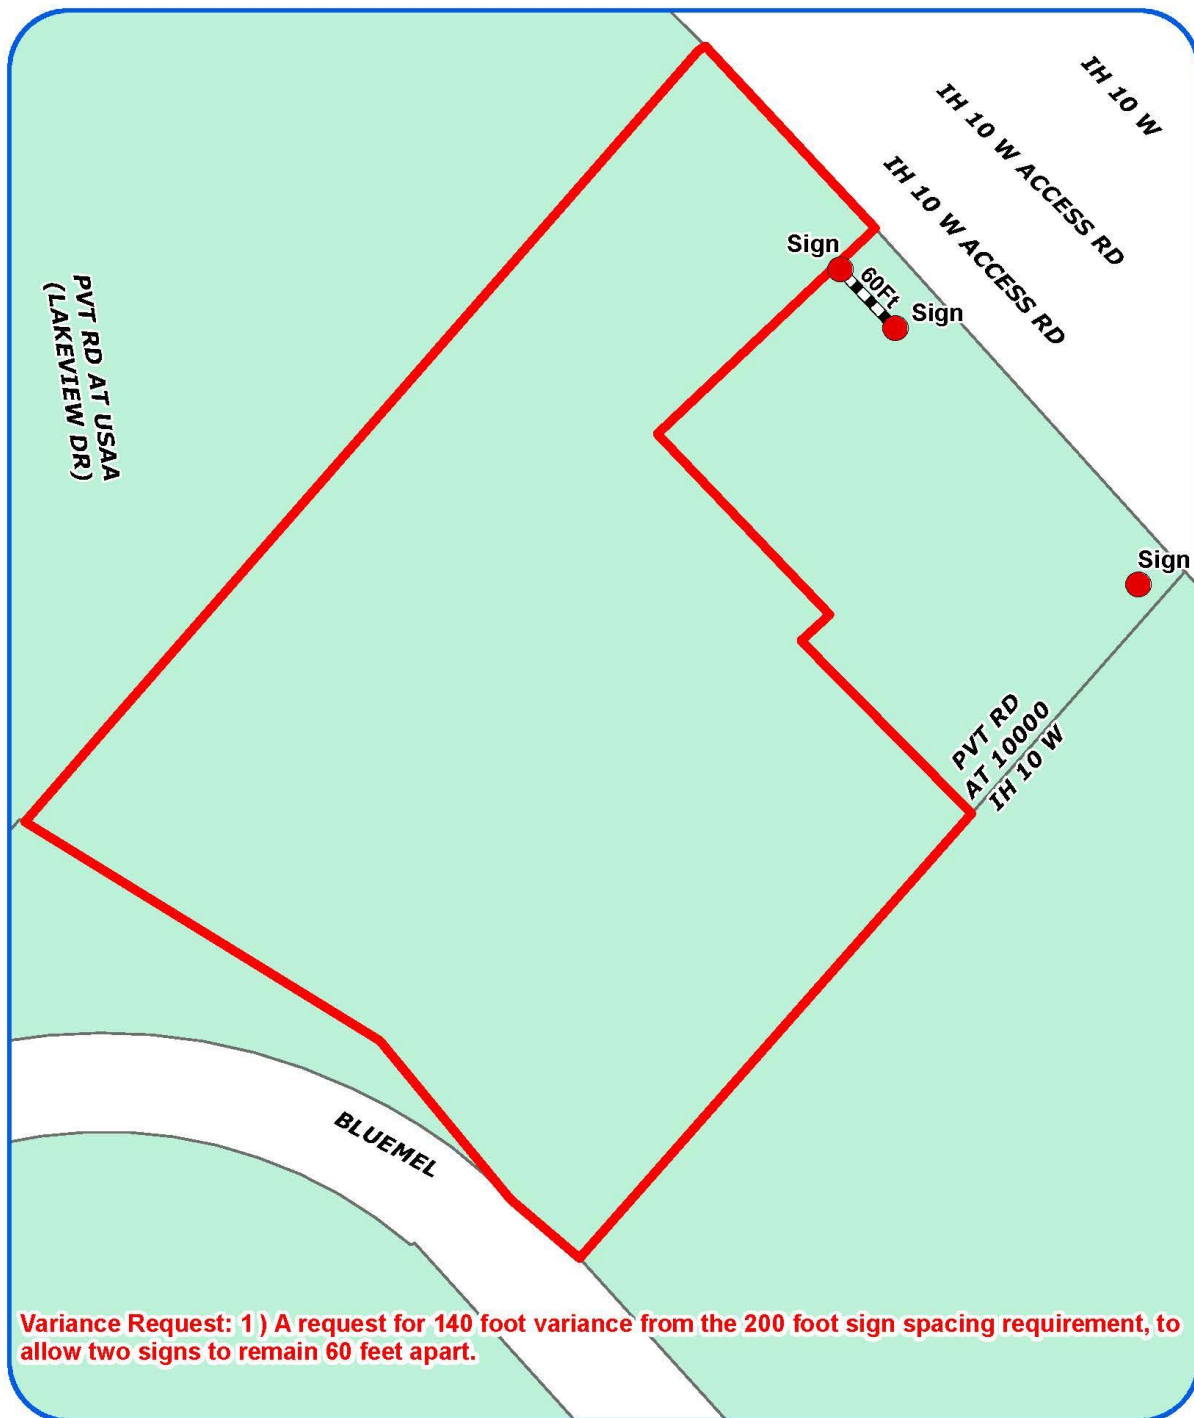 IH 10 W
IH 10 W ACCESS RD
IH 10 W ACCESS RD
Sign
60Ft
Sign
PVT RD AT USAA
(LAKEVIEW DR)
Sign
PVT RD
AT 10000
IH 10 W
BLUEMEL
Variance Request: 1 ) A request for 140 foot variance from the 200 foot sign spacing requirement, to
allow two signs to remain 60 feet apart.